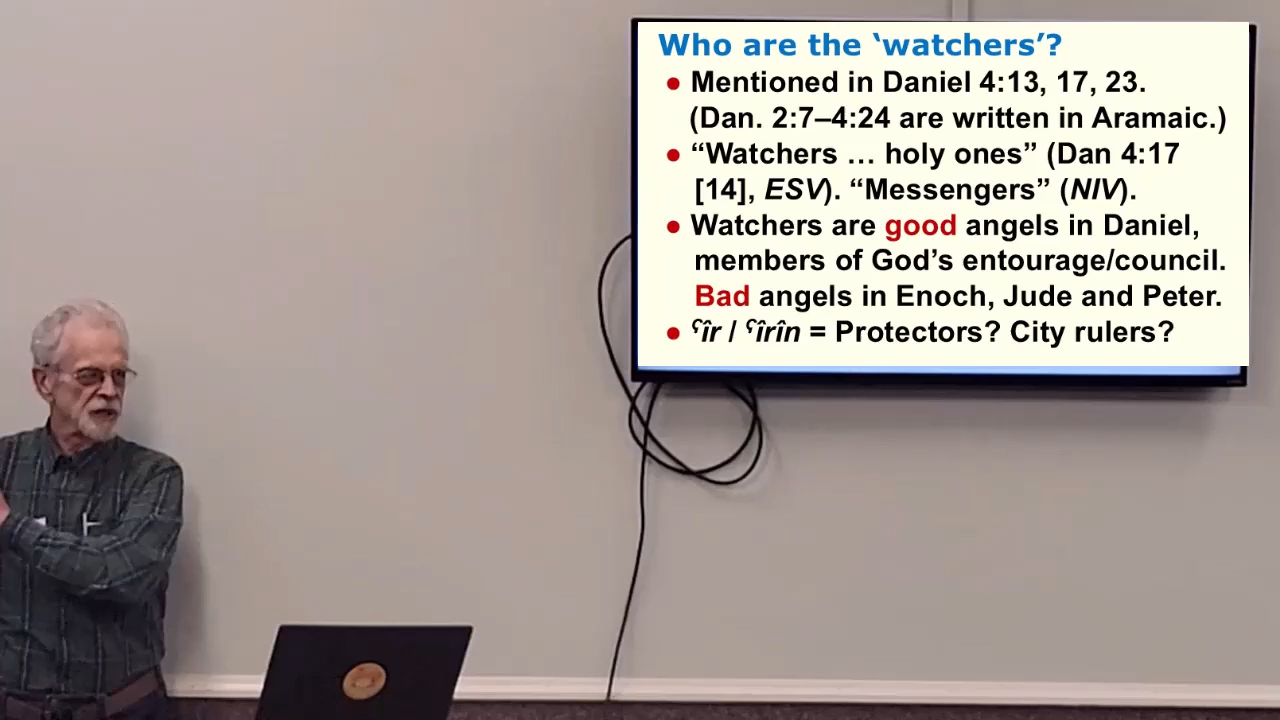 Who are the ‘watchers’?
● Mentioned in Daniel 4:13, 17, 23.
(Dan. 2:7–4:24 are written in Aramaic.)
● “Watchers … holy ones” (Dan 4:17
[14], ESV). “Messengers” (NIV).
● Watchers are good angels in Daniel,
members of God’s entourage/council.
Bad angels in Enoch, Jude and Peter.
● ʿîr / ʿîrîn = Protectors? City rulers?